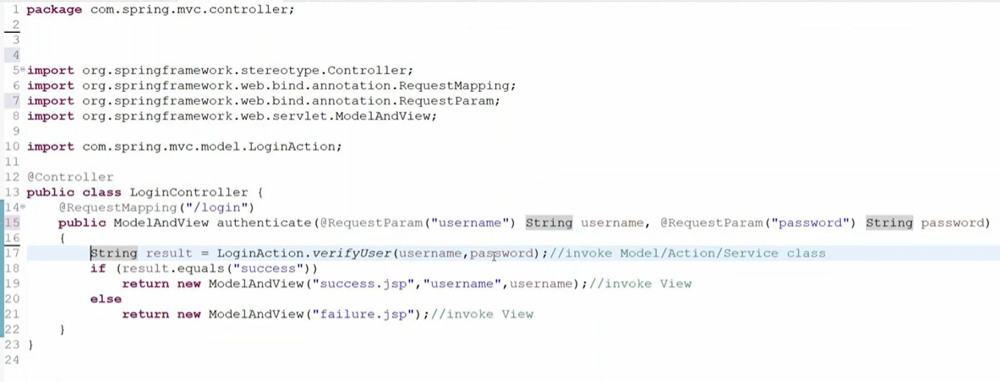 1 package com.spring.mvc.controller;
2
3
4
5 import org.springframework.stereotype.Controller;
6 import org.springframework.web.bind.annotation.RequestMapping;
7 import org.springframework.web.bind.annotation.RequestParam;
8 import org.springframework.web.servlet.ModelAndView;
9
10 import com.spring.mvc.model.LoginAction;
11
12 @Controller
13 public class LoginController {
14 @RequestMapping("/login")
15 public ModelAndView authenticate(@RequestParam("username") String username, @RequestParam("password") String password)
16 {
17 String result = LoginAction.verifyUser(username,password);//invoke Model/Action/Service class
18 if (result.equals("success"))
19 return new ModelAndView("success.jsp","username",username);//invoke View
20 else
21 return new ModelAndView("failure.jsp");//invoke View
22 }
23 }
24